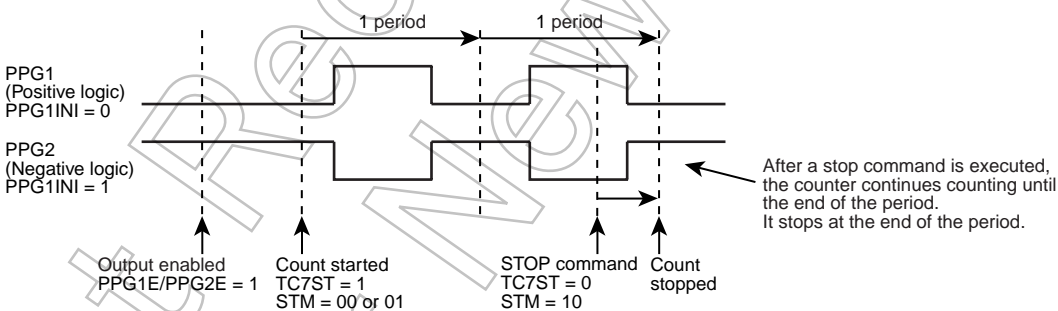 1 period
1 period
PPG1
(Positive logic)
PPG1INI = 0
PPG2
(Negative logic)
PPG1INI = 1
After a stop command is executed,
the counter continues counting until
the end of the period.
It stops at the end of the period.
Output enabled
PPG1E/PPG2E = 1
Count started
TC7ST = 1
STM = 00 or 01
STOP command
TC7ST = 0
STM = 10
Count
stopped